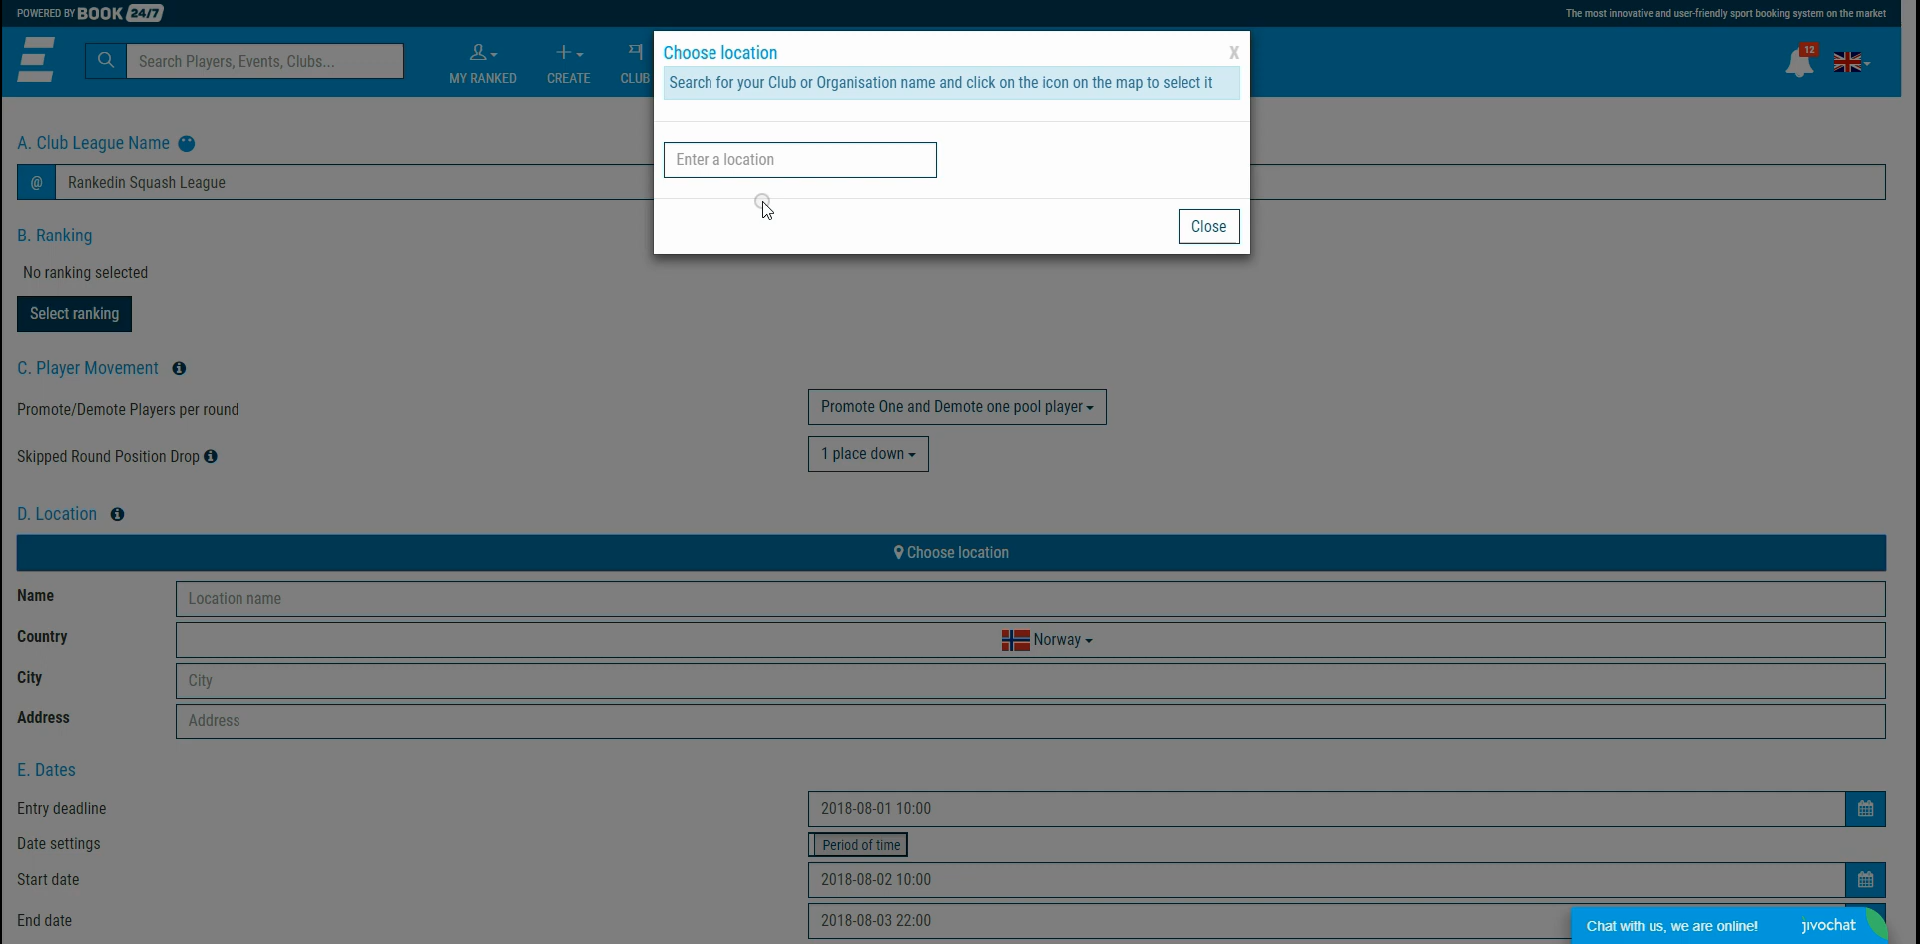 POWERED BY BOOK 24/7
The most innovative and user-friendly sport booking system on the market
Search Players, Events, Clubs...
MY RANKED
CREATE
CLUB
12
Choose location
X
Search for your Club or Organisation name and click on the icon on the map to select it
Enter a location
Close
A. Club League Name
@ Rankedin Squash League
B. Ranking
No ranking selected
Select ranking
C. Player Movement
Promote/Demote Players per round
Promote One and Demote one pool player
Skipped Round Position Drop
1 place down
D. Location
Choose location
Name
Location name
Country
Norway
City
City
Address
Address
E. Dates
Entry deadline
2018-08-01 10:00
Date settings
Period of time
Start date
2018-08-02 10:00
End date
2018-08-03 22:00
Chat with us, we are online!
jivochat